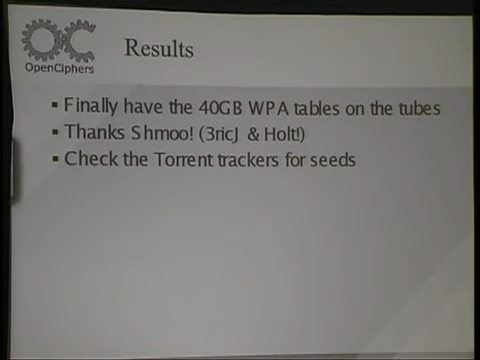 OpenCiphers
Results
Finally have the 40GB WPA tables on the tubes
Thanks Shmoo! (3ricJ & Holt!)
Check the Torrent trackers for seeds